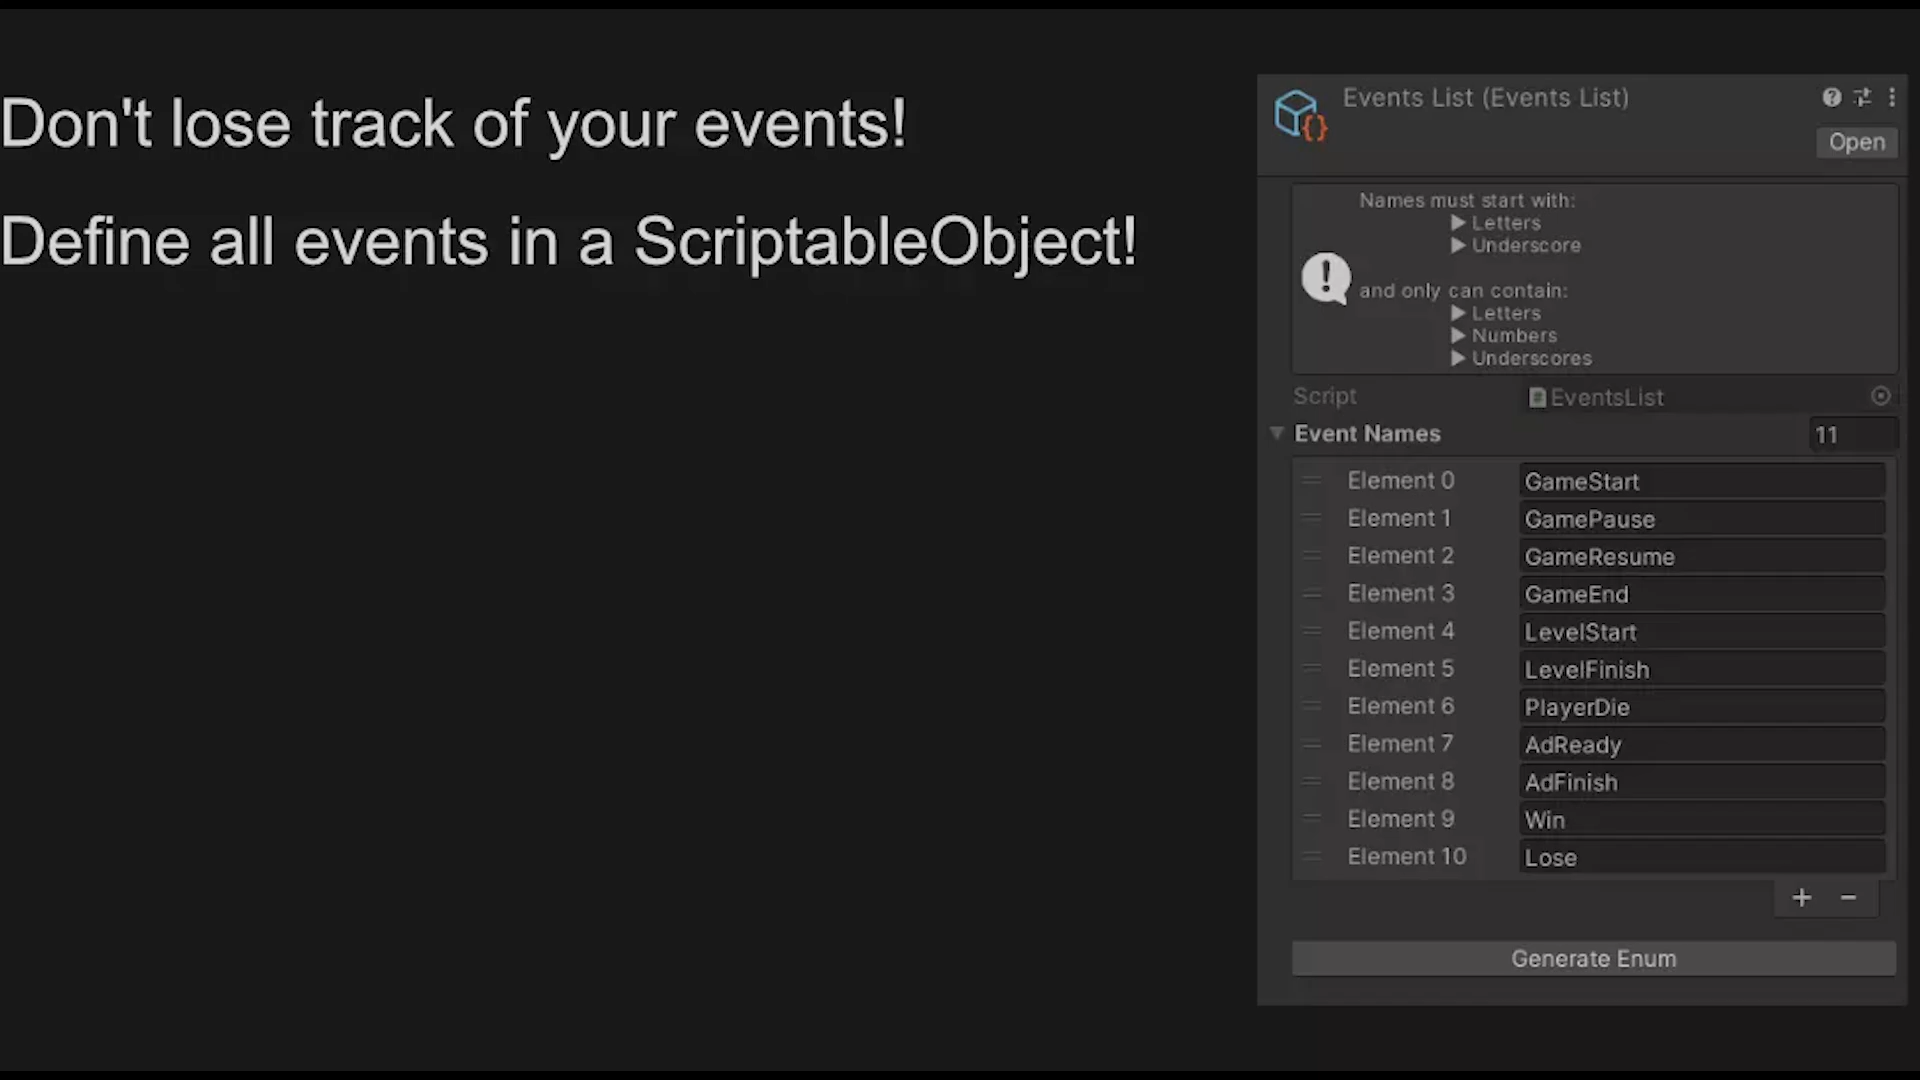 Don't lose track of your events!
Define all events in a ScriptableObject!
Events List (Events List)
Open
Names must start with:
Letters
Underscore
and only can contain:
Letters
Numbers
Underscores
Script EventsList
Event Names 11
Element 0 GameStart
Element 1 GamePause
Element 2 GameResume
Element 3 GameEnd
Element 4 LevelStart
Element 5 LevelFinish
Element 6 PlayerDie
Element 7 AdReady
Element 8 AdFinish
Element 9 Win
Element 10 Lose
+ −
Generate Enum